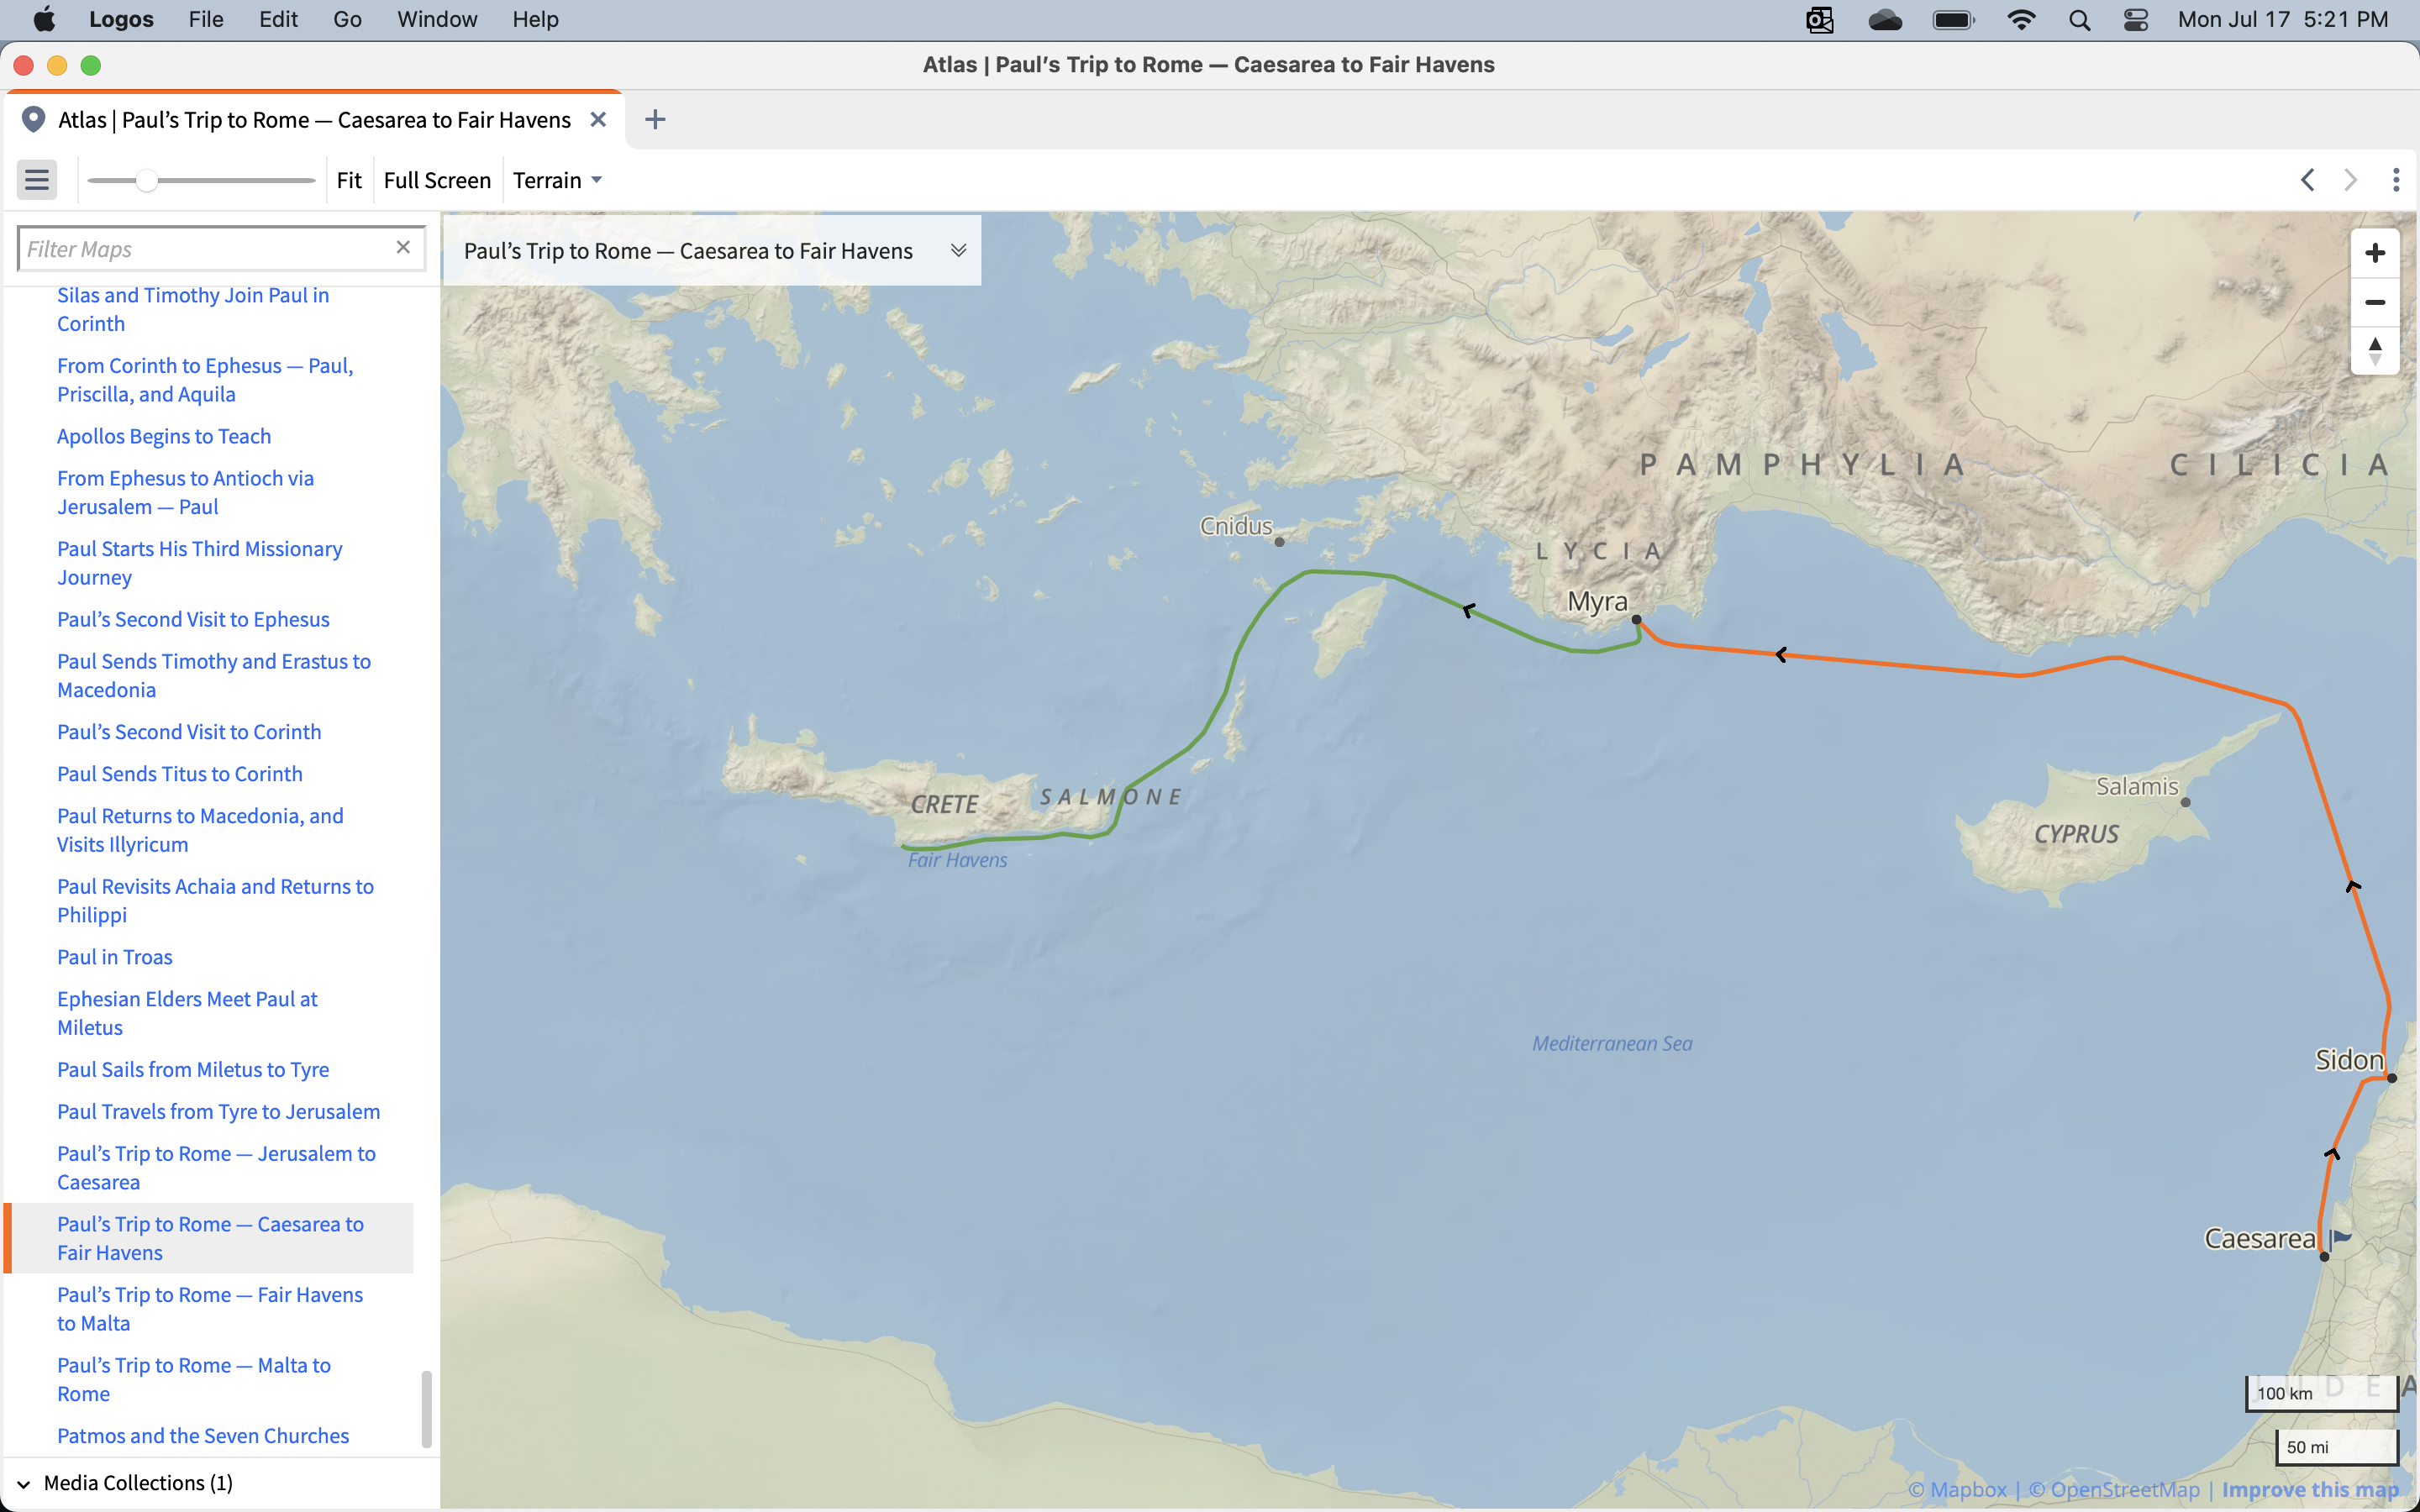 Logos File Edit Go Window Help Mon Jul 17 5:21 PM
Atlas | Paul’s Trip to Rome — Caesarea to Fair Havens
Atlas | Paul’s Trip to Rome — Caesarea to Fair Havens
Fit Full Screen Terrain
Filter Maps
Silas and Timothy Join Paul in
Corinth
From Corinth to Ephesus — Paul,
Priscilla, and Aquila
Apollos Begins to Teach
From Ephesus to Antioch via
Jerusalem — Paul
Paul Starts His Third Missionary
Journey
Paul’s Second Visit to Ephesus
Paul Sends Timothy and Erastus to
Macedonia
Paul’s Second Visit to Corinth
Paul Sends Titus to Corinth
Paul Returns to Macedonia, and
Visits Illyricum
Paul Revisits Achaia and Returns to
Philippi
Paul in Troas
Ephesian Elders Meet Paul at
Miletus
Paul Sails from Miletus to Tyre
Paul Travels from Tyre to Jerusalem
Paul’s Trip to Rome — Jerusalem to
Caesarea
Paul’s Trip to Rome — Caesarea to
Fair Havens
Paul’s Trip to Rome — Fair Havens
to Malta
Paul’s Trip to Rome — Malta to
Rome
Patmos and the Seven Churches
Media Collections (1)
Paul’s Trip to Rome — Caesarea to Fair Havens
PAMPHYLIA
CILICIA
Cnidus
LYCIA
Myra
Salamis
CRETE
SALMONE
CYPRUS
Fair Havens
Mediterranean Sea
Sidon
Caesarea
100 km
50 mi
© Mapbox | © OpenStreetMap | Improve this map